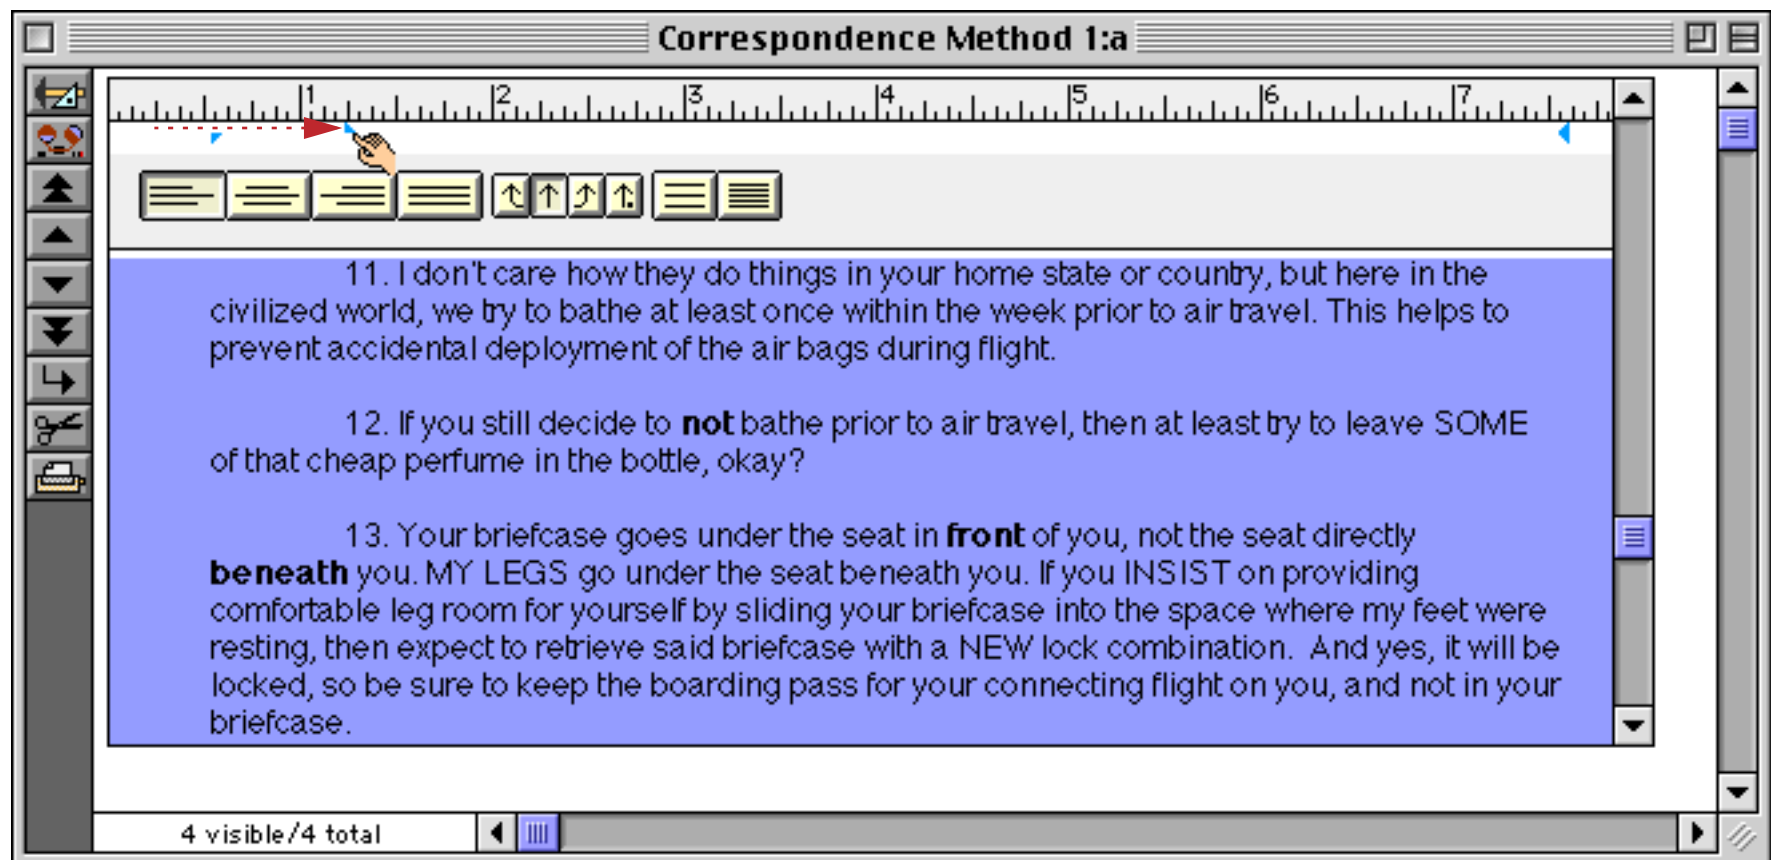 Correspondence Method 1:a
1 2 3 4 5 6 7
11. I don't care how they do things in your home state or country, but here in the
civilized world, we try to bathe at least once within the week prior to air travel. This helps to
prevent accidental deployment of the air bags during flight.
12. If you still decide to not bathe prior to air travel, then at least try to leave SOME
of that cheap perfume in the bottle, okay?
13. Your briefcase goes under the seat in front of you, not the seat directly
beneath you. MY LEGS go under the seat beneath you. If you INSIST on providing
comfortable leg room for yourself by sliding your briefcase into the space where my feet were
resting, then expect to retrieve said briefcase with a NEW lock combination.  And yes, it will be
locked, so be sure to keep the boarding pass for your connecting flight on you, and not in your
briefcase.
4 visible/4 total